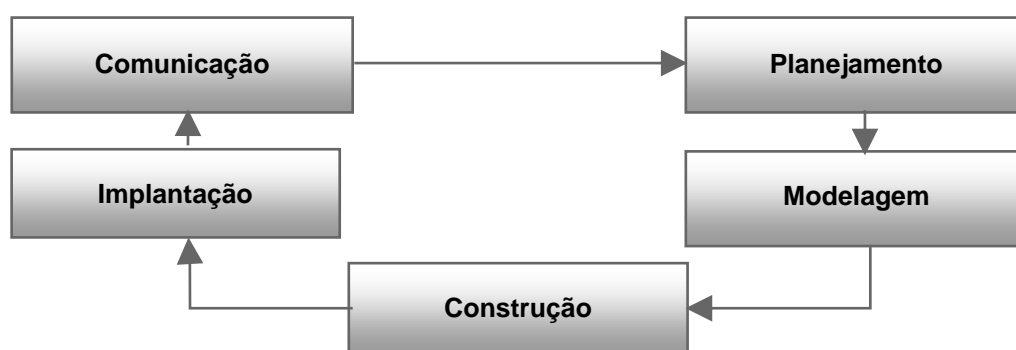 Comunicação
Planejamento
Implantação
Modelagem
Construção